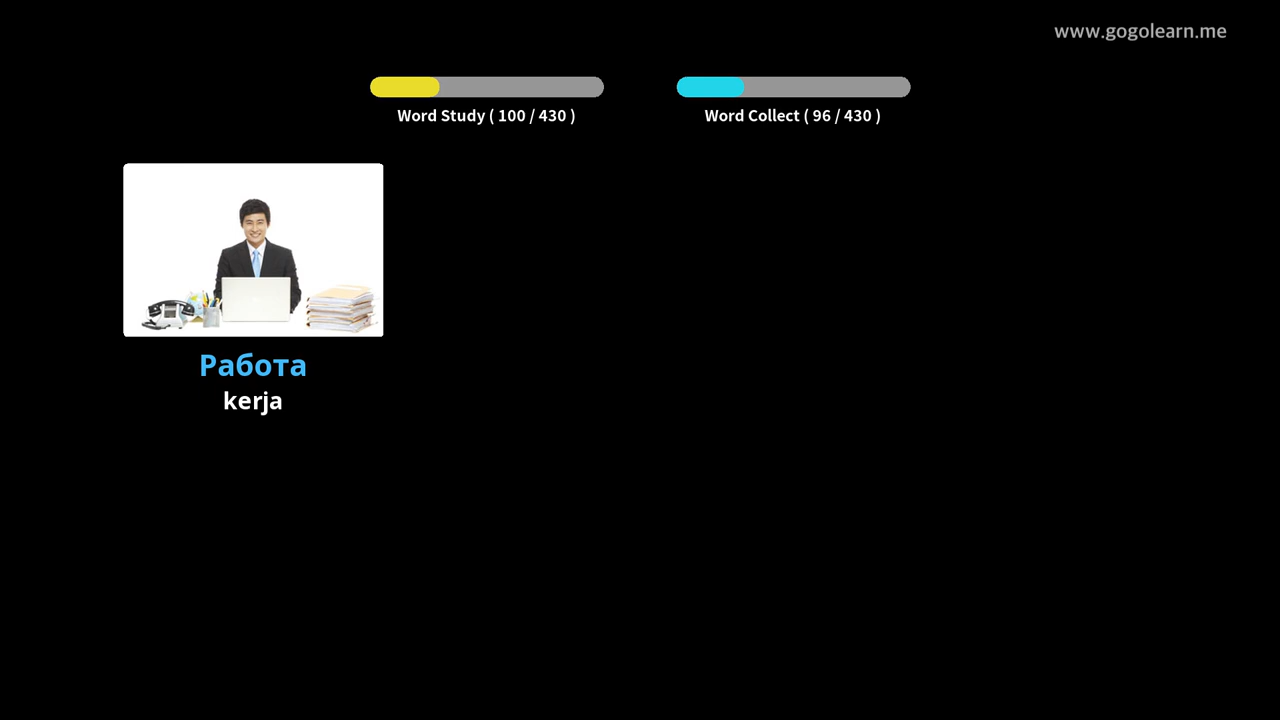 www.gogolearn.me
Word Study ( 100 / 430 )
Word Collect ( 96 / 430 )
Работа
kerja